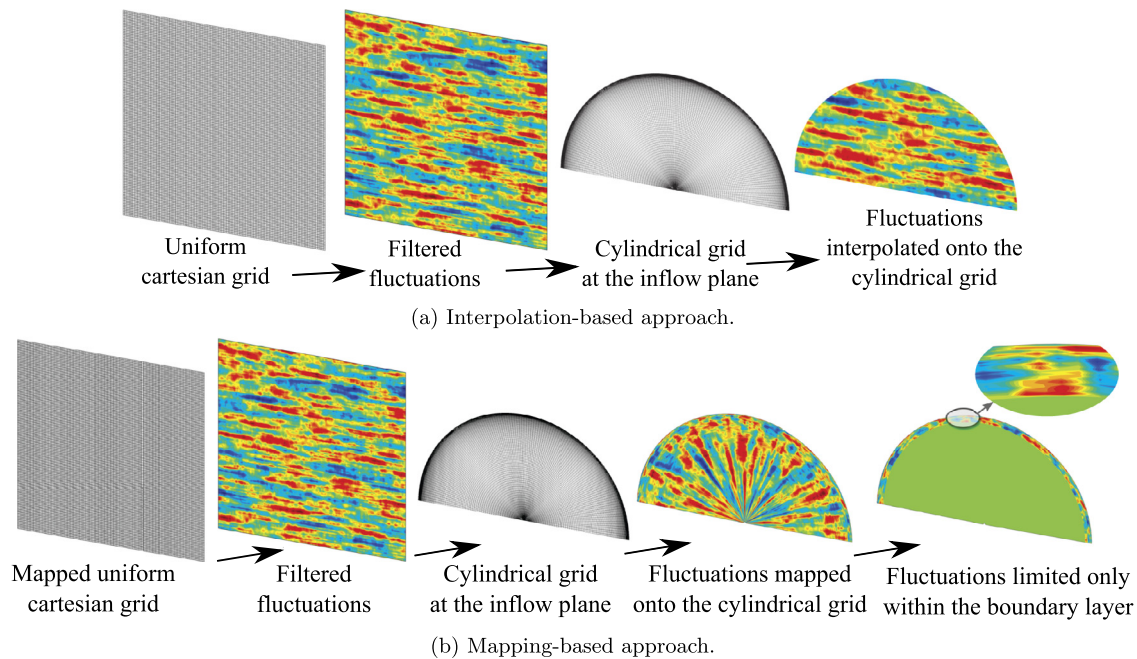 Uniform
cartesian grid
Filtered
fluctuations
Cylindrical grid
at the inflow plane
Fluctuations
interpolated onto the
cylindrical grid
(a) Interpolation-based approach.
Mapped uniform
cartesian grid
Filtered
fluctuations
Cylindrical grid
at the inflow plane
Fluctuations mapped
onto the cylindrical grid
Fluctuations limited only
within the boundary layer
(b) Mapping-based approach.